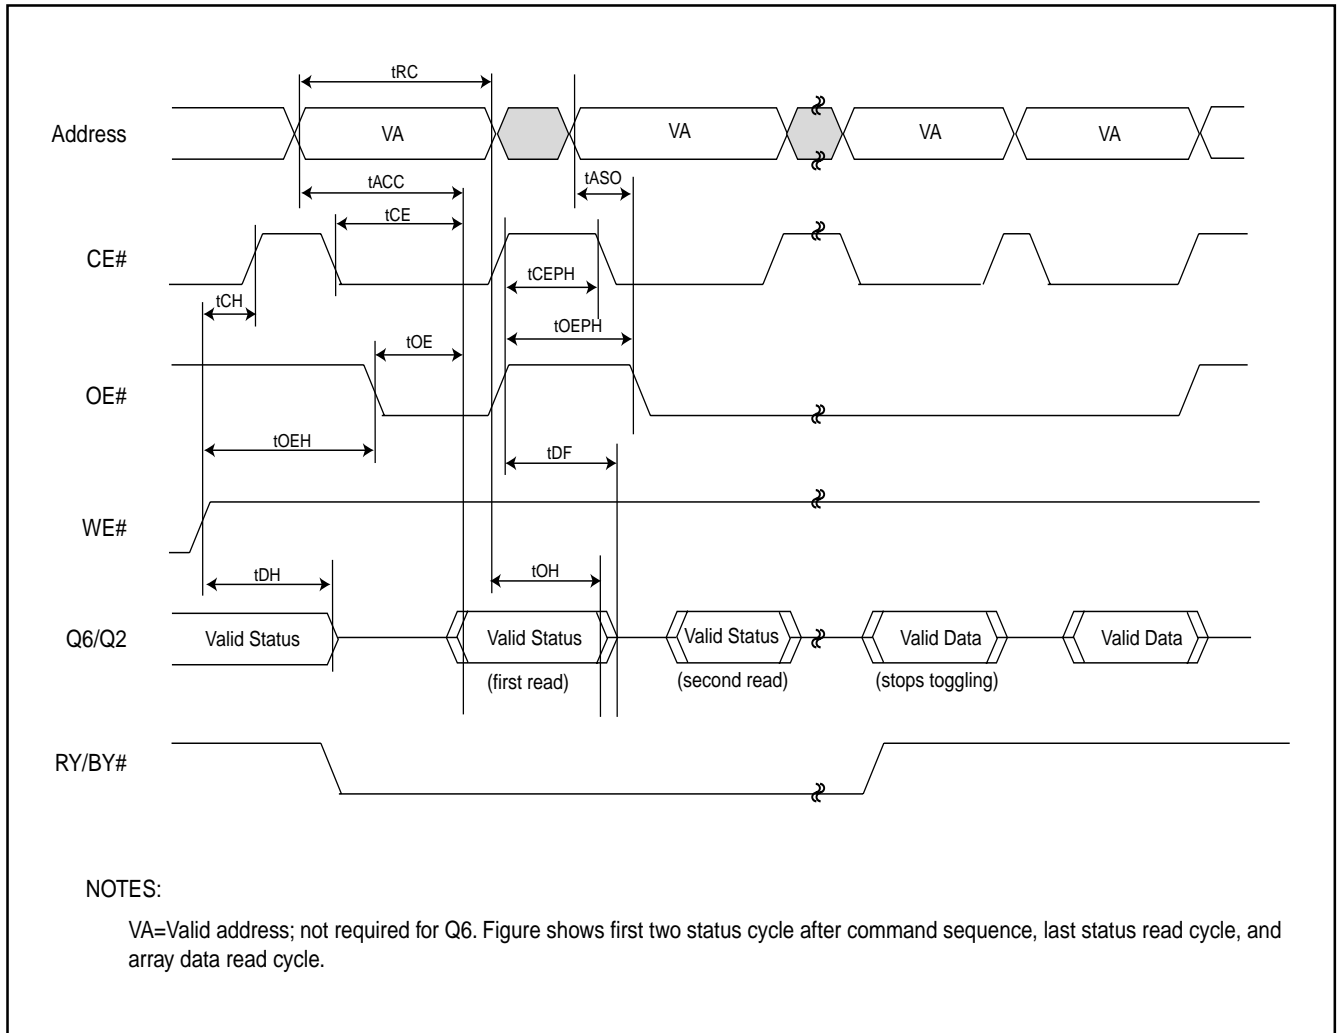 tRC
Address
VA
VA
VA
VA
tACC
tASO
tCE
CE#
tCEPH
tCH
tOEPH
tOE
OE#
tOEH
tDF
WE#
tDH
tOH
Q6/Q2
Valid Status
Valid Status
Valid Status
Valid Data
Valid Data
(first read)
(second read)
(stops toggling)
RY/BY#
NOTES:
VA=Valid address; not required for Q6. Figure shows first two status cycle after command sequence, last status read cycle, and
array data read cycle.